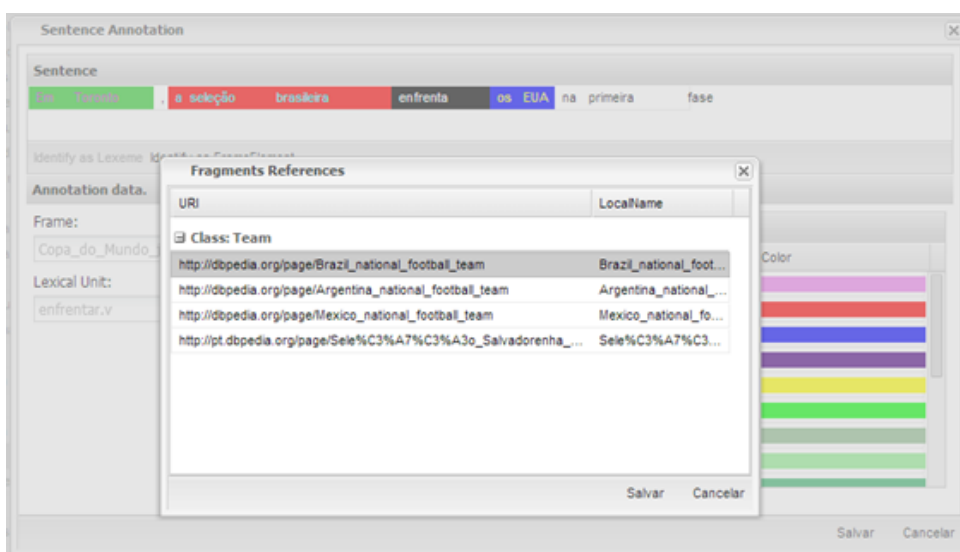 Sentence Annotation
Sentence
, a seleção brasileira enfrenta os EUA na primeira fase
Identify as Lexeme
Annotation data.
Frame:
Copa_do_Mundo_
Lexical Unit:
enfrentar.v
Color
Fragments References
URI LocalName
Class: Team
http://dbpedia.org/page/Brazil_national_football_team Brazil_national_foot...
http://dbpedia.org/page/Argentina_national_football_team Argentina_national_...
http://dbpedia.org/page/Mexico_national_football_team Mexico_national_fo...
http://pt.dbpedia.org/page/Sele%C3%A7%C3%A3o_Salvadorenha_... Sele%C3%A7%C3...
Salvar Cancelar
Salvar Cancelar